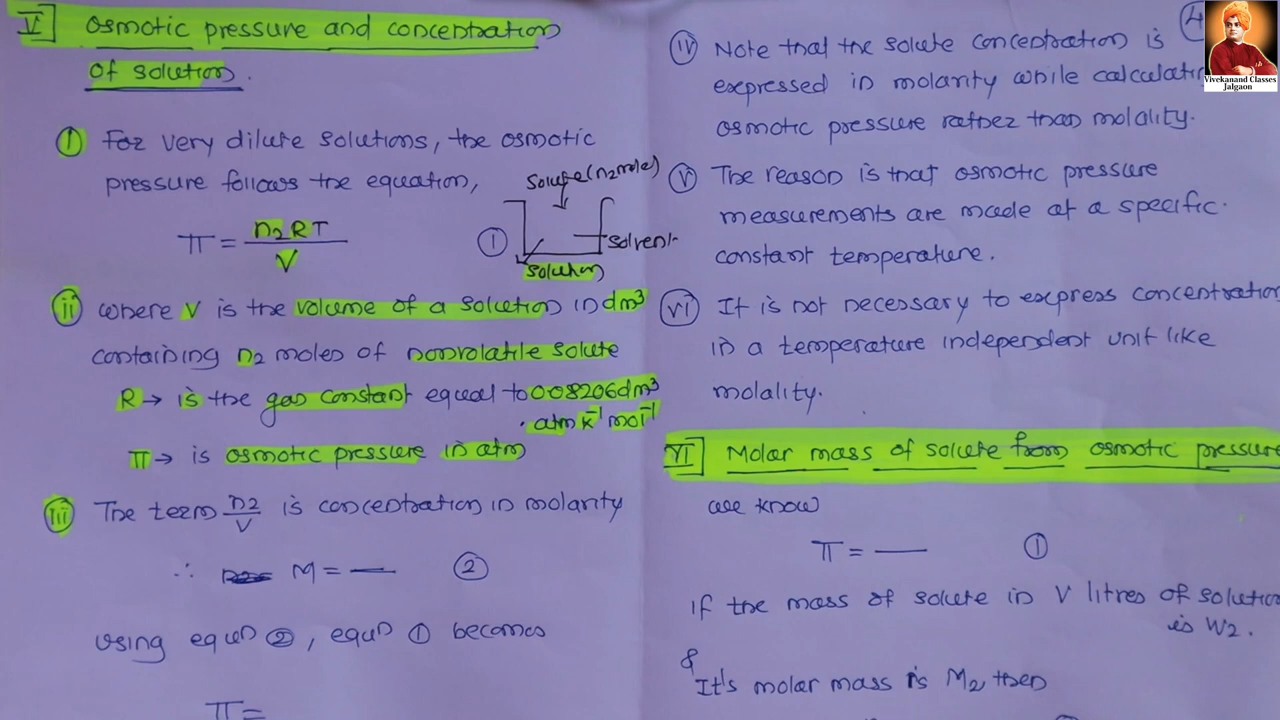 V] Osmotic pressure and concentration
of solution.
① For very dilute solutions, the osmotic
pressure follows the equation,
π = n₂RT / V
①
Solute (n₂mole)
solvent
solution
ⅱ where V is the volume of a solution in dm³
containing n₂ moles of nonvolatile solute
R → is the gas constant equal to 0.08206 dm³
. atm K⁻¹ mol⁻¹
π → is osmotic pressure in atm
ⅲ The term n₂/V is concentration in molarity
∴ M = — ②
using equn ②, equn ① becomes
π =
4
ⅳ Note that the solute concentration is
expressed in molarity while calculati
osmotic pressure rather than molality.
ⅴ The reason is that osmotic pressure
measurements are made at a specific.
constant temperature.
ⅵ It is not necessary to express concentration
in a temperature independent unit like
molality.
VI] Molar mass of solute from osmotic pressure
we know
π = — ①
If the mass of solute in V litres of solution
is W₂.
&
It's molar mass is M₂ then
Vivekanand Classes
Jalgaon